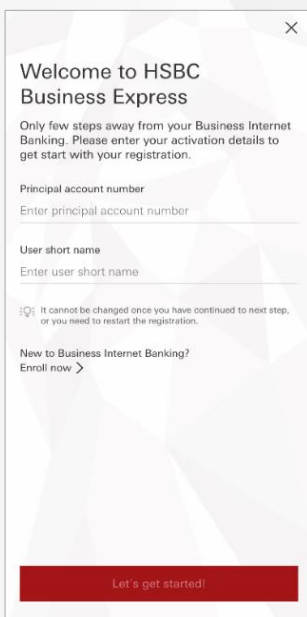 Welcome to HSBC
Business Express
Only few steps away from your Business Internet
Banking. Please enter your activation details to
get start with your registration.
Principal account number
Enter principal account number
User short name
Enter user short name
It cannot be changed once you have continued to next step,
or you need to restart the registration.
New to Business Internet Banking?
Enroll now
Let's get started!